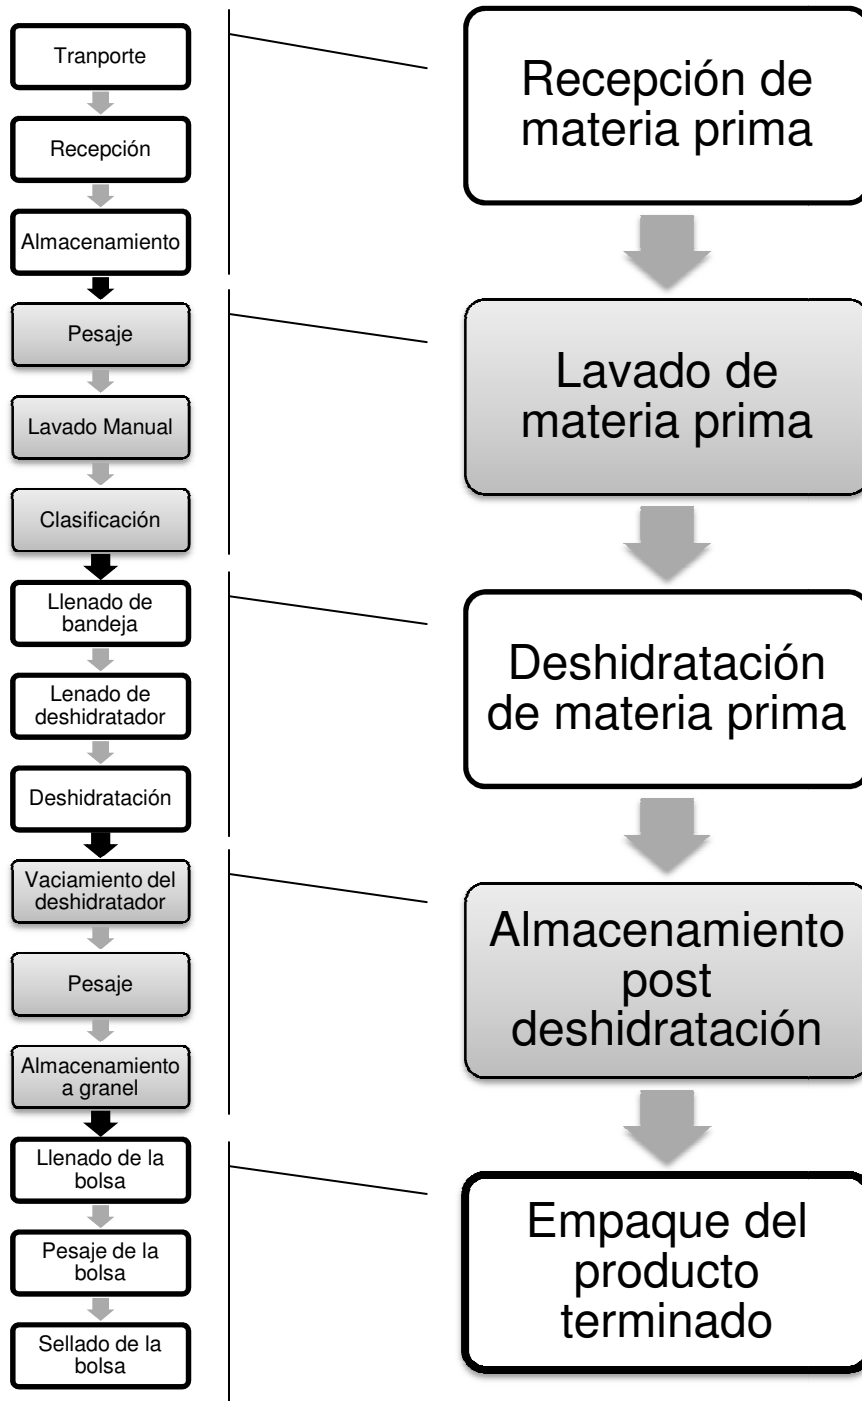 Tranporte
Recepción
Almacenamiento
Pesaje
Lavado Manual
Clasificación
Llenado de
bandeja
Lenado de
deshidratador
Deshidratación
Vaciamiento del
deshidratador
Pesaje
Almacenamiento
a granel
Llenado de la
bolsa
Pesaje de la
bolsa
Sellado de la
bolsa
Recepción de
materia prima
Lavado de
materia prima
Deshidratación
de materia prima
Almacenamiento
post
deshidratación
Empaque del
producto
terminado